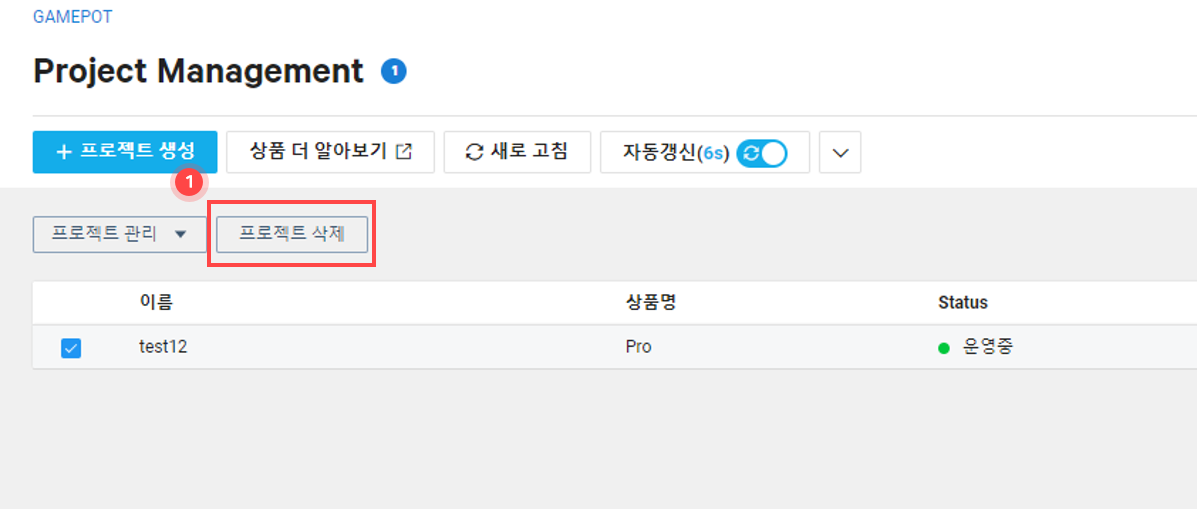 GAMEPOT
Project Management 1
+ 프로젝트 생성 상품 더 알아보기 새로 고침 자동갱신(6s)
1
프로젝트 관리 프로젝트 삭제
이름 상품명 Status
test12 Pro 운영중